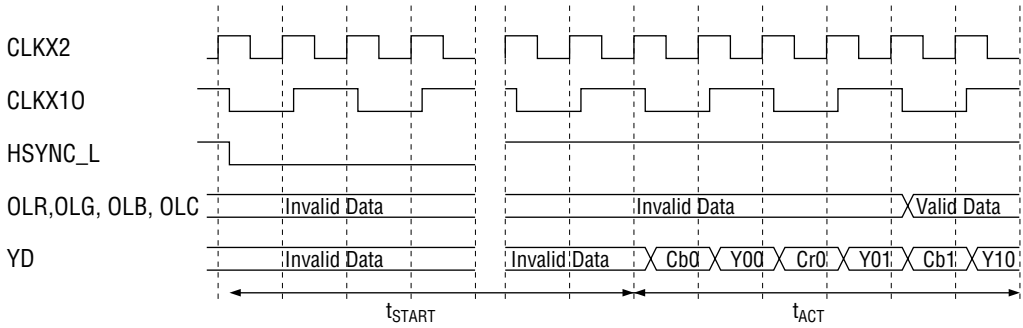 CLKX2
CLKX1O
HSYNC_L
OLR,OLG, OLB, OLC Invalid Data Invalid Data Valid Data
YD Invalid Data Invalid Data Cb0 Y00 Cr0 Y01 Cb1 Y10
tSTART tACT